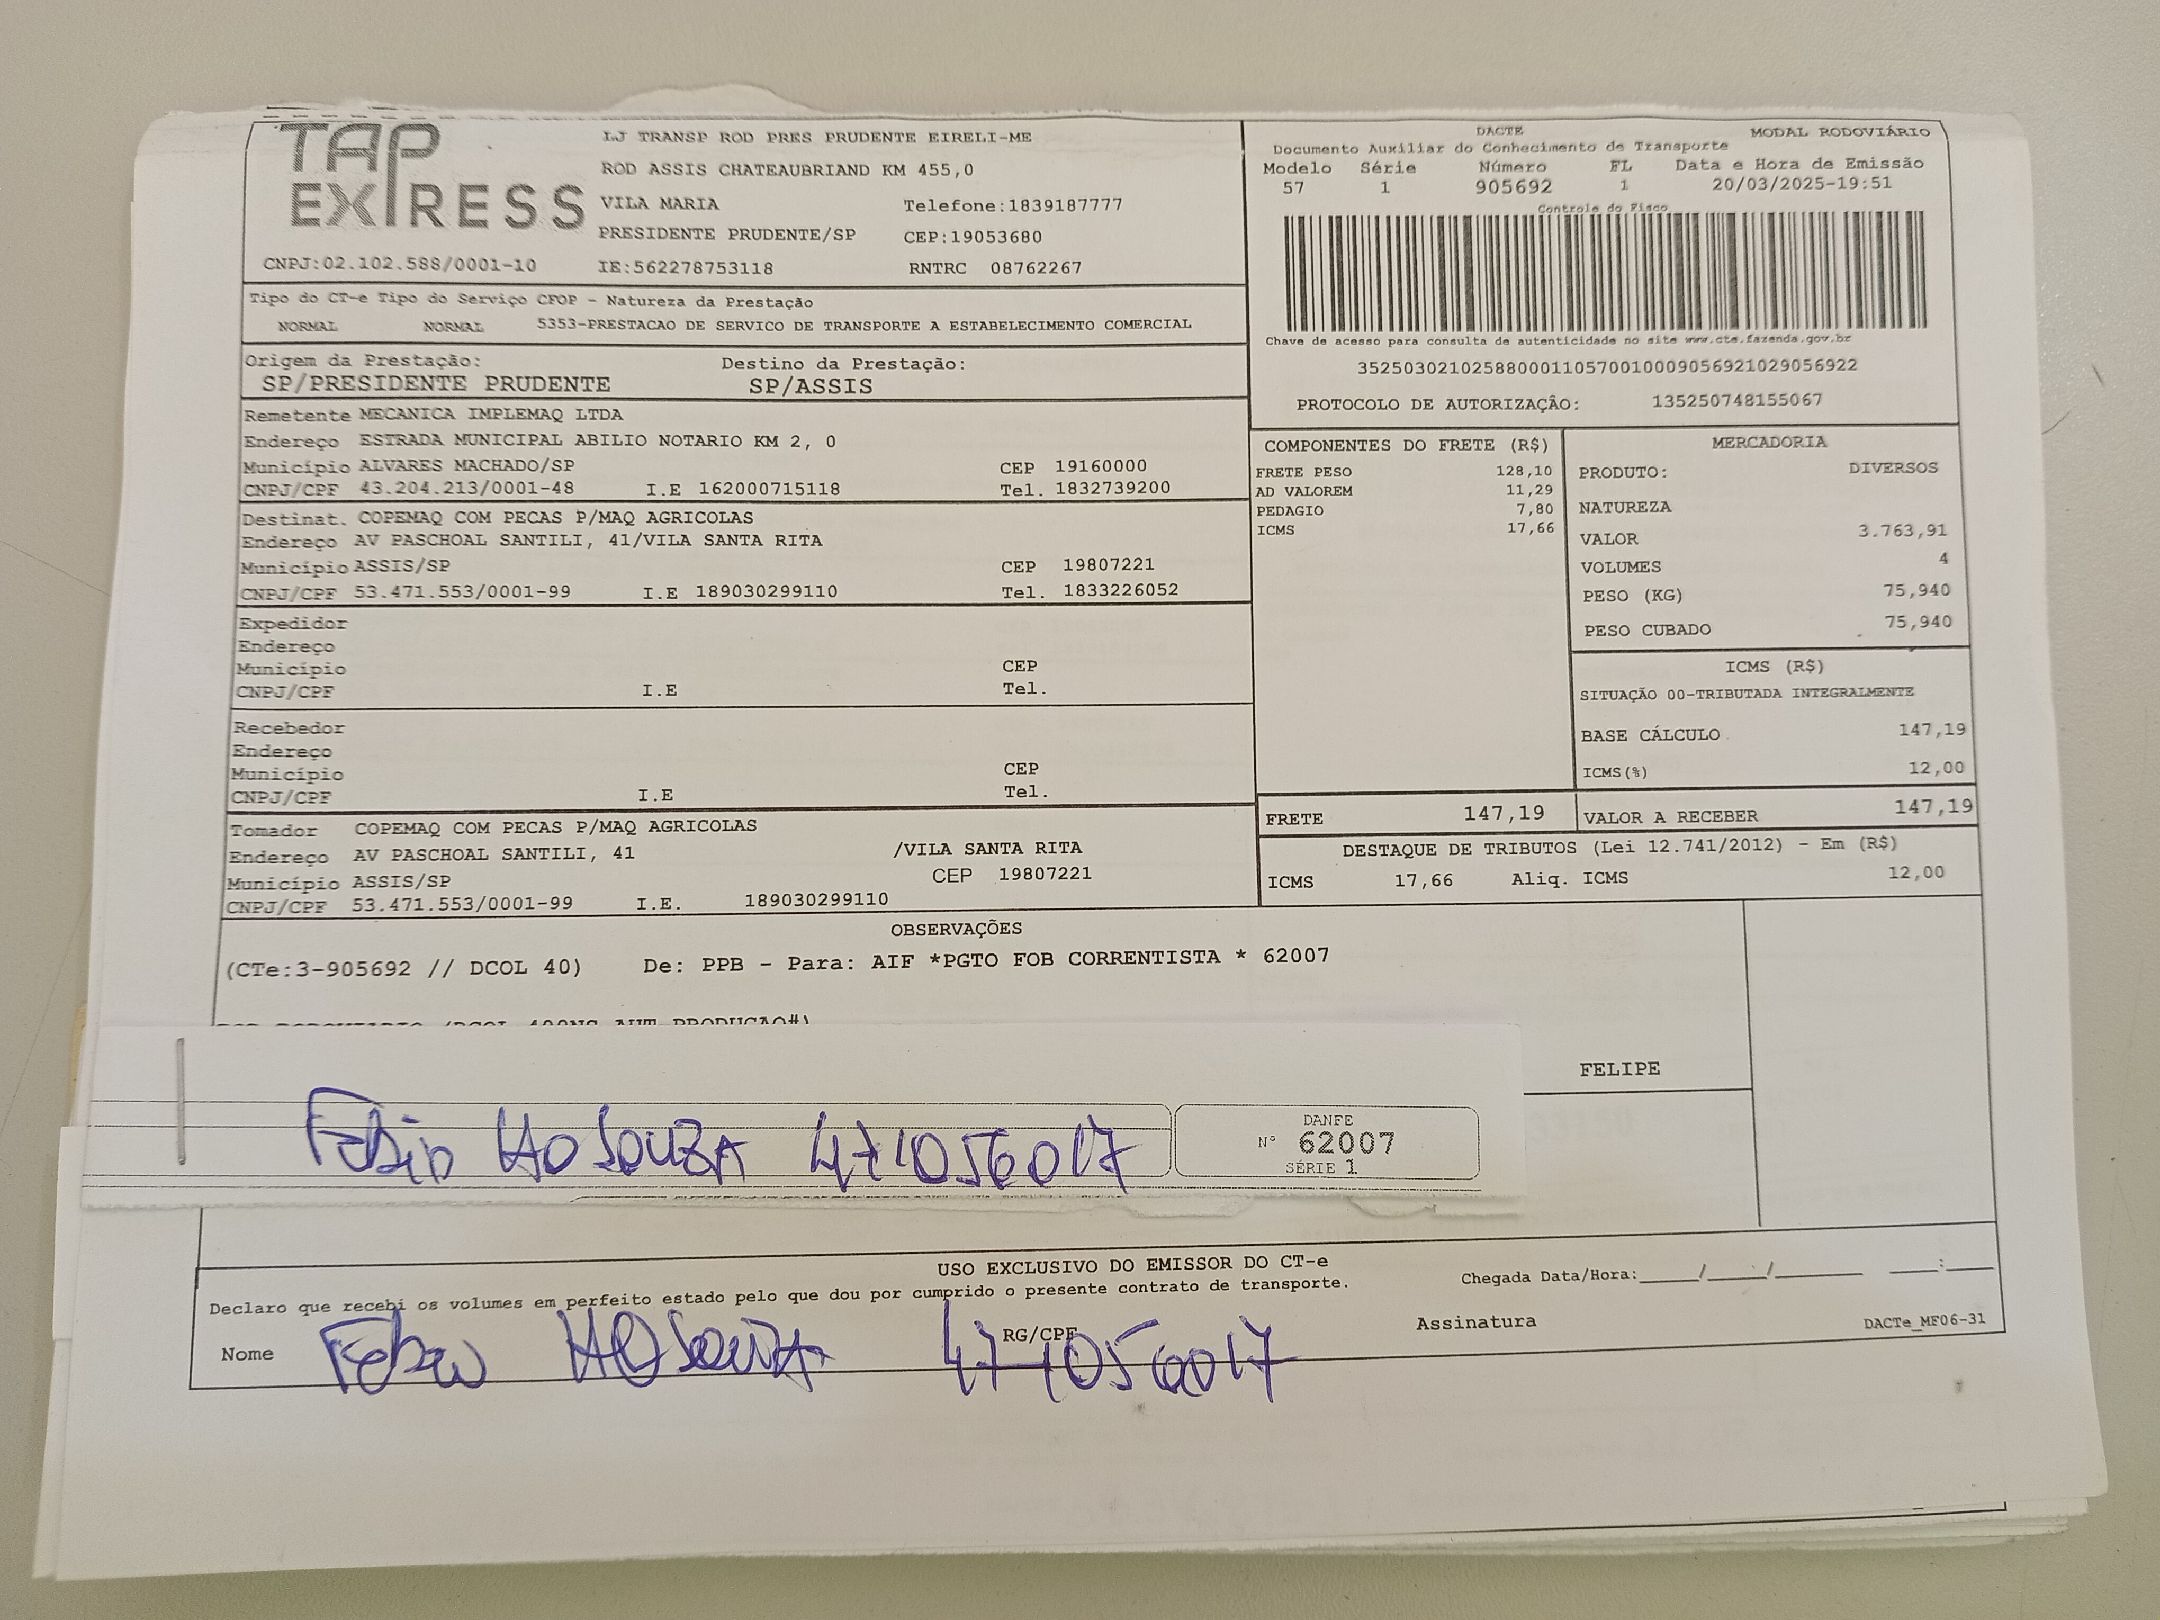 TAP EXPRESS
CNPJ:02.102.588/0001-10
LJ TRANSP ROD PRES PRUDENTE EIRELI-ME
ROD ASSIS CHATEAUBRIAND KM 455,0
VILA MARIA Telefone:1839187777
PRESIDENTE PRUDENTE/SP CEP:19053680
IE:562278753118 RNTRC 08762267
DACTE MODAL RODOVIÁRIO
Documento Auxiliar do Conhecimento de Transporte
Modelo Série Número FL Data e Hora de Emissão
57 1 905692 1 20/03/2025-19:51
Controle do Fisco
Chave de acesso para consulta de autenticidade no site www.cte.fazenda.gov.br
35250302102588000110570010009056921029056922
PROTOCOLO DE AUTORIZAÇÃO: 135250748155067
Tipo do CT-e Tipo do Serviço CFOP - Natureza da Prestação
NORMAL NORMAL 5353-PRESTACAO DE SERVICO DE TRANSPORTE A ESTABELECIMENTO COMERCIAL
Origem da Prestação: Destino da Prestação:
SP/PRESIDENTE PRUDENTE SP/ASSIS
Remetente MECANICA IMPLEMAQ LTDA
Endereço ESTRADA MUNICIPAL ABILIO NOTARIO KM 2, 0
Município ALVARES MACHADO/SP CEP 19160000
CNPJ/CPF 43.204.213/0001-48 I.E 162000715118 Tel. 1832739200
Destinat. COPEMAQ COM PECAS P/MAQ AGRICOLAS
Endereço AV PASCHOAL SANTILI, 41/VILA SANTA RITA
Município ASSIS/SP CEP 19807221
CNPJ/CPF 53.471.553/0001-99 I.E 189030299110 Tel. 1833226052
Expedidor
Endereço
Município CEP
CNPJ/CPF I.E Tel.
Recebedor
Endereço
Município CEP
CNPJ/CPF I.E Tel.
Tomador COPEMAQ COM PECAS P/MAQ AGRICOLAS
Endereço AV PASCHOAL SANTILI, 41 /VILA SANTA RITA
Município ASSIS/SP CEP 19807221
CNPJ/CPF 53.471.553/0001-99 I.E. 189030299110
COMPONENTES DO FRETE (R$)
FRETE PESO 128,10
AD VALOREM 11,29
PEDAGIO 7,80
ICMS 17,66
MERCADORIA
PRODUTO: DIVERSOS
NATUREZA
VALOR 3.763,91
VOLUMES 4
PESO (KG) 75,940
PESO CUBADO 75,940
ICMS (R$)
SITUAÇÃO 00-TRIBUTADA INTEGRALMENTE
BASE CÁLCULO 147,19
ICMS(%) 12,00
FRETE 147,19 VALOR A RECEBER 147,19
DESTAQUE DE TRIBUTOS (Lei 12.741/2012) - Em (R$)
ICMS 17,66 Aliq. ICMS 12,00
OBSERVAÇÕES
(CTe:3-905692 // DCOL 40) De: PPB - Para: AIF *PGTO FOB CORRENTISTA * 62007
FELIPE
SOUZA 471056017
DANFE
Nº 62007
SÉRIE 1
USO EXCLUSIVO DO EMISSOR DO CT-e
Declaro que recebi os volumes em perfeito estado pelo que dou por cumprido o presente contrato de transporte. Chegada Data/Hora:____/____/______ ___:___
Nome Souza RG/CPF 471056017 Assinatura DACTe_MF06-31